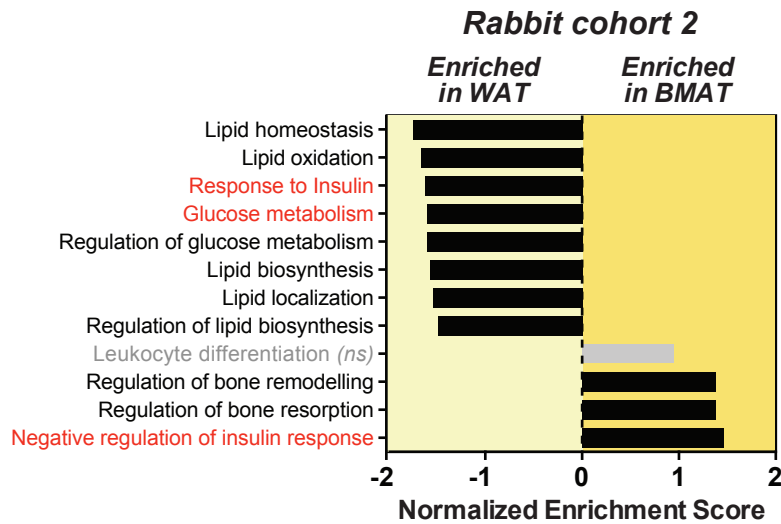 Rabbit cohort 2
Enriched in WAT
Enriched in BMAT
Lipid homeostasis
Lipid oxidation
Response to Insulin
Glucose metabolism
Regulation of glucose metabolism
Lipid biosynthesis
Lipid localization
Regulation of lipid biosynthesis
Leukocyte differentiation (ns)
Regulation of bone remodelling
Regulation of bone resorption
Negative regulation of insulin response
-2 -1 0 1 2
Normalized Enrichment Score